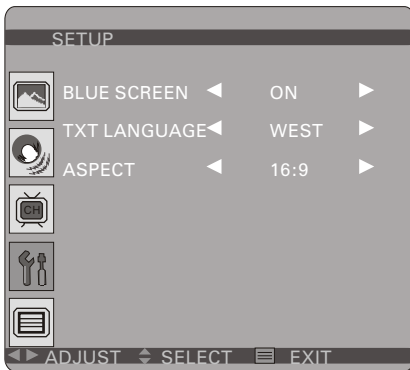 SETUP
BLUE SCREEN ON
TXT LANGUAGE WEST
ASPECT 16:9
CH
ADJUST SELECT EXIT